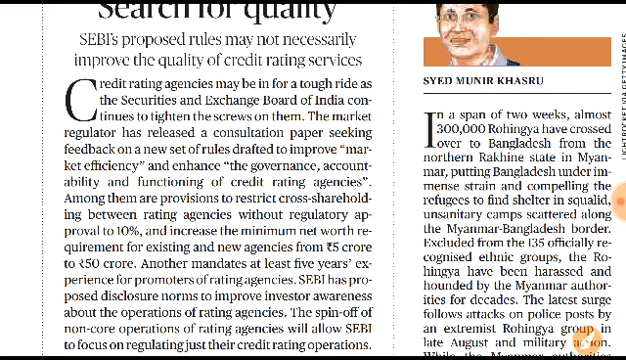 Search for quality
SEBI's proposed rules may not necessarily
improve the quality of credit rating services
Credit rating agencies may be in for a tough ride as
the Securities and Exchange Board of India con-
tinues to tighten the screws on them. The market
regulator has released a consultation paper seeking
feedback on a new set of rules drafted to improve “mar-
ket efficiency” and enhance “the governance, account-
ability and functioning of credit rating agencies”.
Among them are provisions to restrict cross-sharehold-
ing between rating agencies without regulatory ap-
proval to 10%, and increase the minimum net worth re-
quirement for existing and new agencies from ₹5 crore
to ₹50 crore. Another mandates at least five years' ex-
perience for promoters of rating agencies. SEBI has pro-
posed disclosure norms to improve investor awareness
about the operations of rating agencies. The spin-off of
non-core operations of rating agencies will allow SEBI
to focus on regulating just their credit rating operations.
SYED MUNIR KHASRU
In a span of two weeks, almost
300,000 Rohingya have crossed
over to Bangladesh from the
northern Rakhine state in Myan-
mar, putting Bangladesh under im-
mense strain and compelling the
refugees to find shelter in squalid,
unsanitary camps scattered along
the Myanmar-Bangladesh border.
Excluded from the 135 officially re-
cognised ethnic groups, the Ro-
hingya have been harassed and
hounded by the Myanmar author-
ities for decades. The latest surge
follows attacks on police posts by
an extremist Rohingya group in
late August and military
While the Myanmar authorities
LIGHTROCKET VIA GETTY IMAGES